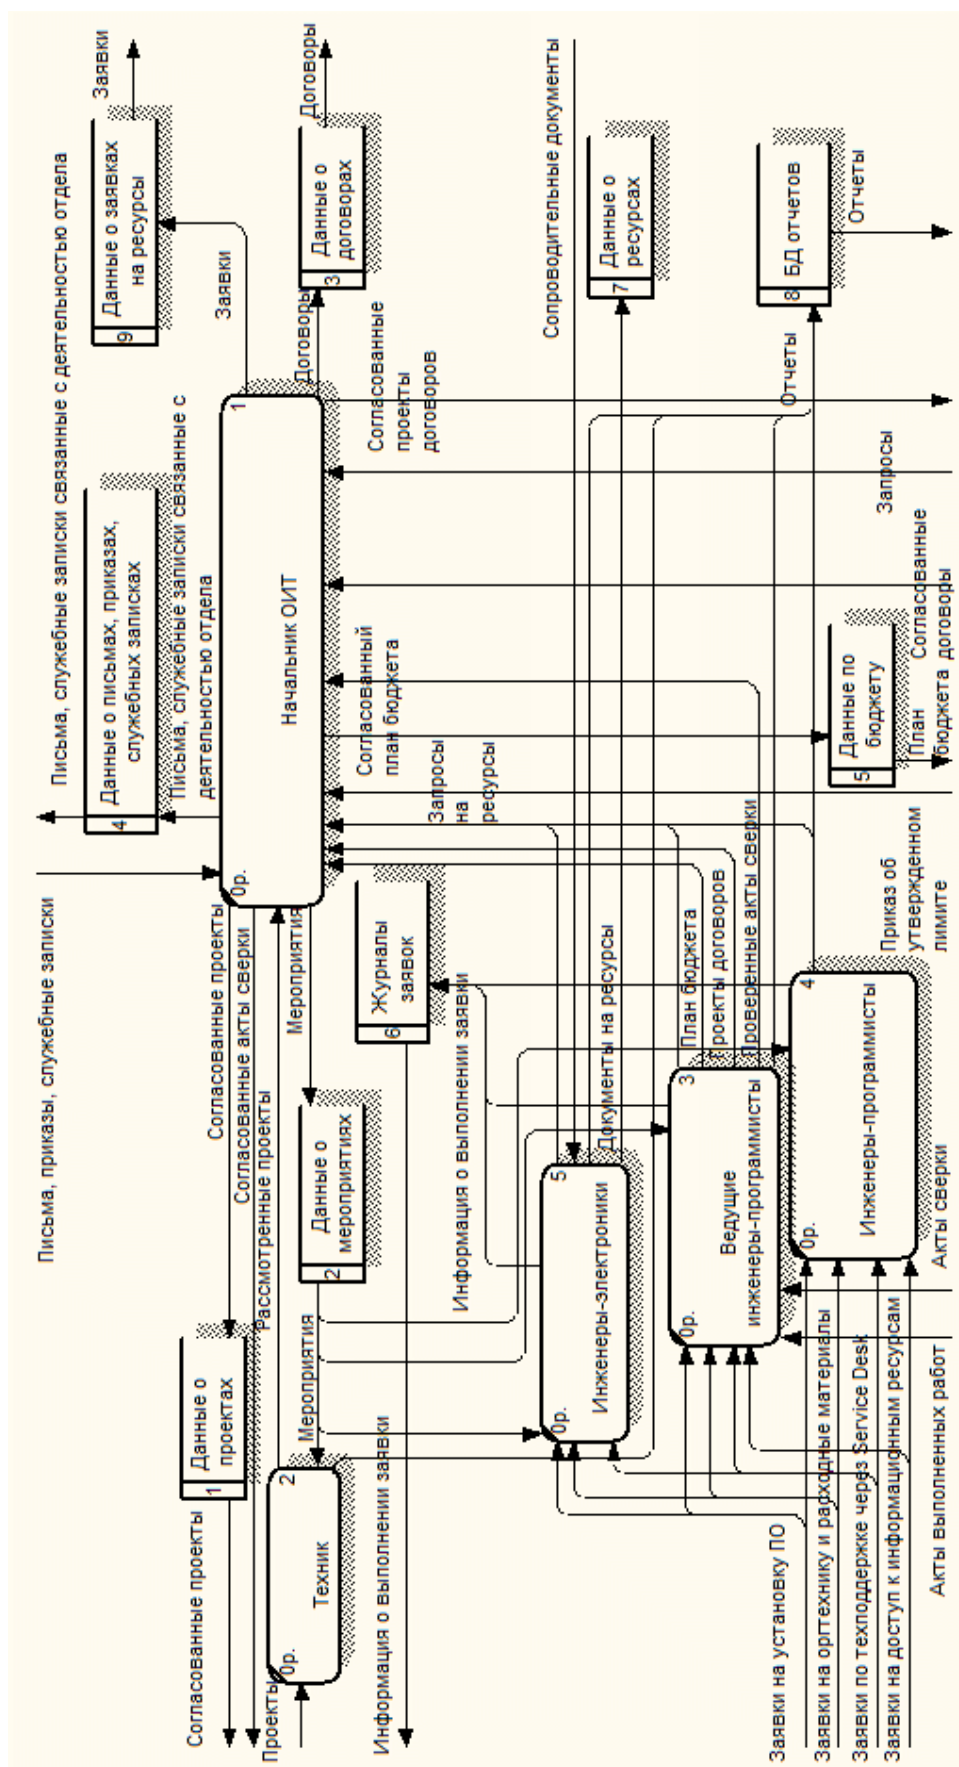 Письма, приказы, служебные записки
Письма, служебные записки связанные с деятельностью отдела
Заявки
9
Данные о заявках
на ресурсы
4
Данные о письмах, приказах,
служебных записках
Письма, служебные записки связанные с
деятельностью отдела
Заявки
Договоры
3
Данные о
договорах
Договоры
1
Начальник ОИТ
0р.
Согласованные проекты
Согласованные акты сверки
Рассмотренные проекты
Мероприятия
Согласованные
проекты
договоров
Согласованный
план бюджета
Запросы
на
ресурсы
1
Данные о
проектах
Согласованные проекты
Проекты
2
Техник
0р.
2
Данные о
мероприятиях
Мероприятия
6
Журналы
заявок
Информация о выполнении заявки
Информация о выполнении заявки
Сопроводительные документы
7
Данные о
ресурсах
8
БД отчетов
Отчеты
Отчеты
Запросы
Согласованные
договоры
5
Данные по
бюджету
План
бюджета
Приказ об
утвержденном
лимите
5
Инженеры-электроники
0р.
Документы на ресурсы
План бюджета
Проекты договоров
Проверенные акты сверки
3
Ведущие
инженеры-программисты
0р.
4
Инженеры-программисты
0р.
Заявки на установку ПО
Заявки на оргтехнику и расходные материалы
Заявки по техподдержке через Service Desk
Заявки на доступ к информационным ресурсам
Акты выполненных работ
Акты сверки